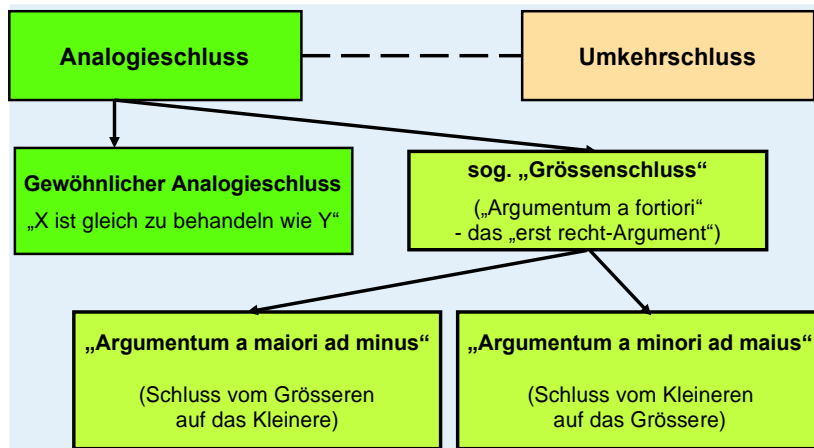 Analogieschluss
Umkehrschluss
Gewöhnlicher Analogieschluss
„X ist gleich zu behandeln wie Y“
sog. „Grössenschluss“
(„Argumentum a fortiori“
- das „erst recht-Argument“)
„Argumentum a maiori ad minus“
(Schluss vom Grösseren
auf das Kleinere)
„Argumentum a minori ad maius“
(Schluss vom Kleineren
auf das Grössere)